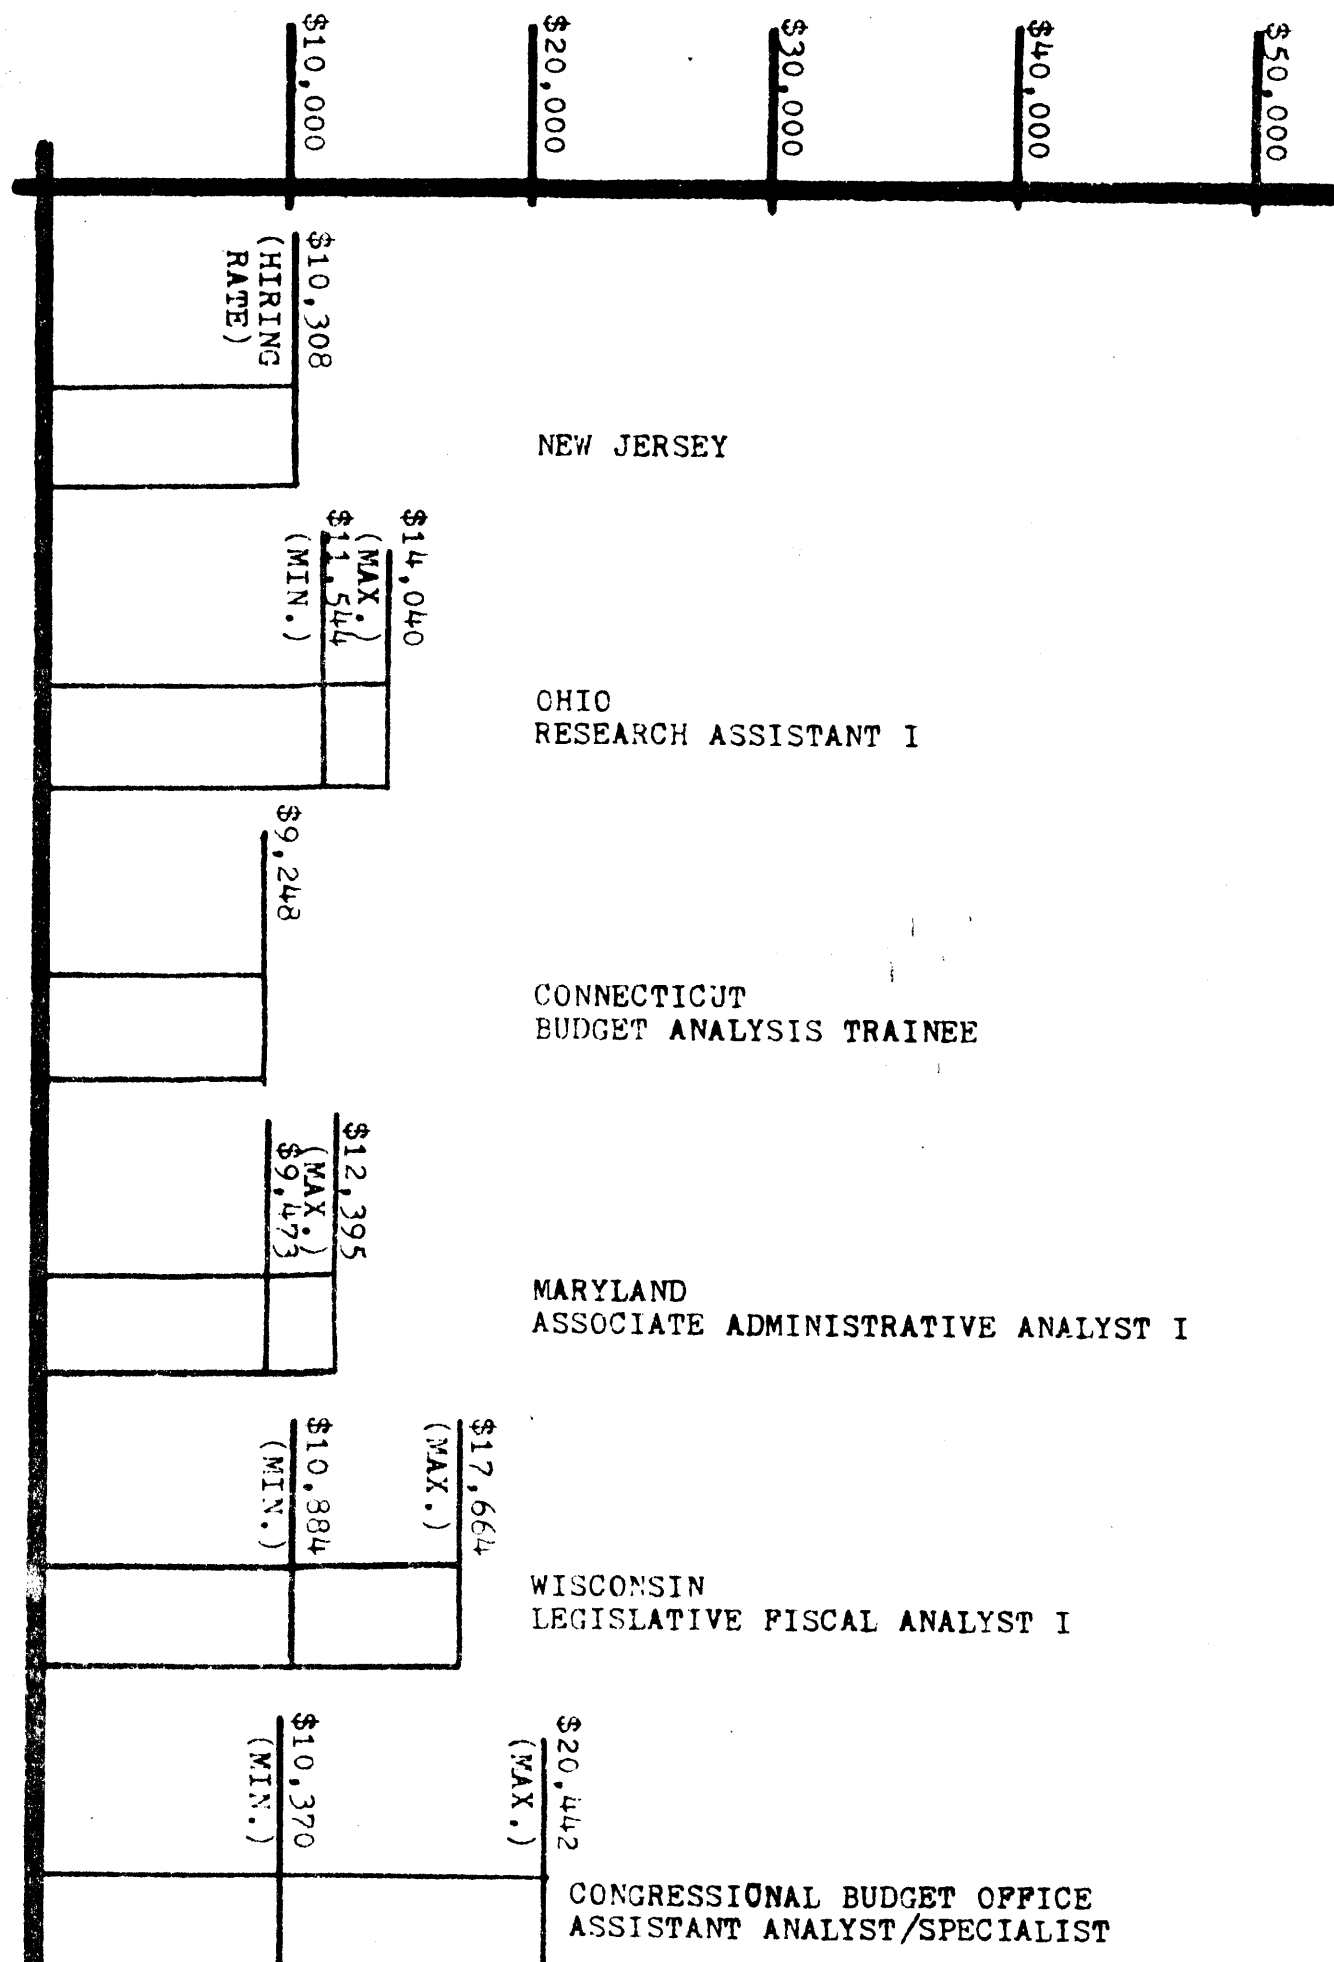 $10,000
$20,000
$30,000
$40,000
$50,000
$10,308
(HIRING
RATE)
NEW JERSEY
$14,040
(MAX.)
$11,544
(MIN.)
OHIO
RESEARCH ASSISTANT I
$9,248
CONNECTICUT
BUDGET ANALYSIS TRAINEE
$12,395
(MAX.)
$9,473
MARYLAND
ASSOCIATE ADMINISTRATIVE ANALYST I
$17,664
(MAX.)
$10,884
(MIN.)
WISCONSIN
LEGISLATIVE FISCAL ANALYST I
$20,442
(MAX.)
$10,370
(MIN.)
CONGRESSIONAL BUDGET OFFICE
ASSISTANT ANALYST/SPECIALIST